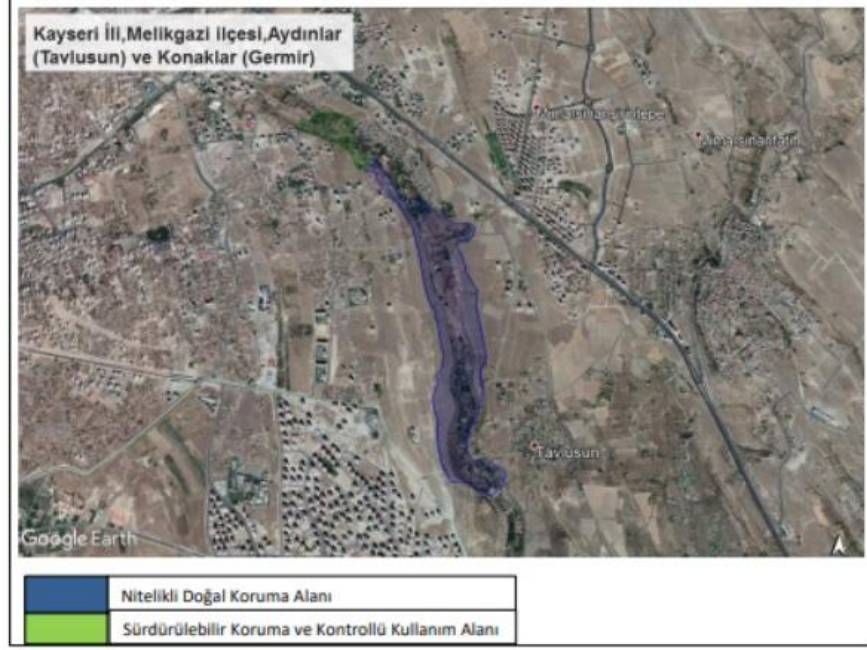 Kayseri İli,Melikgazi ilçesi,Aydınlar
(Tavlusun) ve Konaklar (Germir)
Tavlusun
Google Earth
Nitelikli Doğal Koruma Alanı
Sürdürülebilir Koruma ve Kontrollü Kullanım Alanı